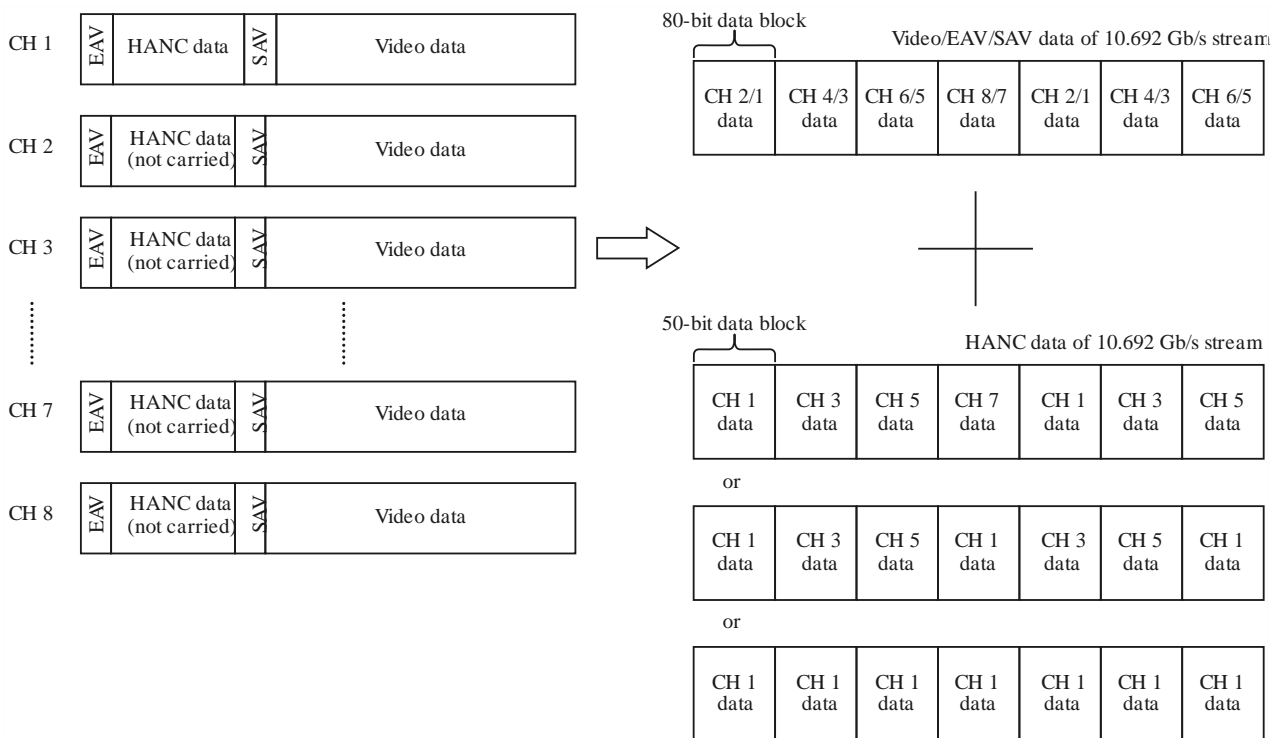 CH 1
EAV
HANC data
SAV
Video data
CH 2
EAV
HANC data
(not carried)
SAV
Video data
CH 3
EAV
HANC data
(not carried)
SAV
Video data
CH 7
EAV
HANC data
(not carried)
SAV
Video data
CH 8
EAV
HANC data
(not carried)
SAV
Video data
80-bit data block
Video/EAV/SAV data of 10.692 Gb/s stream
CH 2/1 CH 4/3 CH 6/5 CH 8/7 CH 2/1 CH 4/3 CH 6/5
data data data data data data data
50-bit data block
HANC data of 10.692 Gb/s stream
CH 1 CH 3 CH 5 CH 7 CH 1 CH 3 CH 5
data data data data data data data
or
CH 1 CH 3 CH 5 CH 1 CH 3 CH 5 CH 1
data data data data data data data
or
CH 1 CH 1 CH 1 CH 1 CH 1 CH 1 CH 1
data data data data data data data